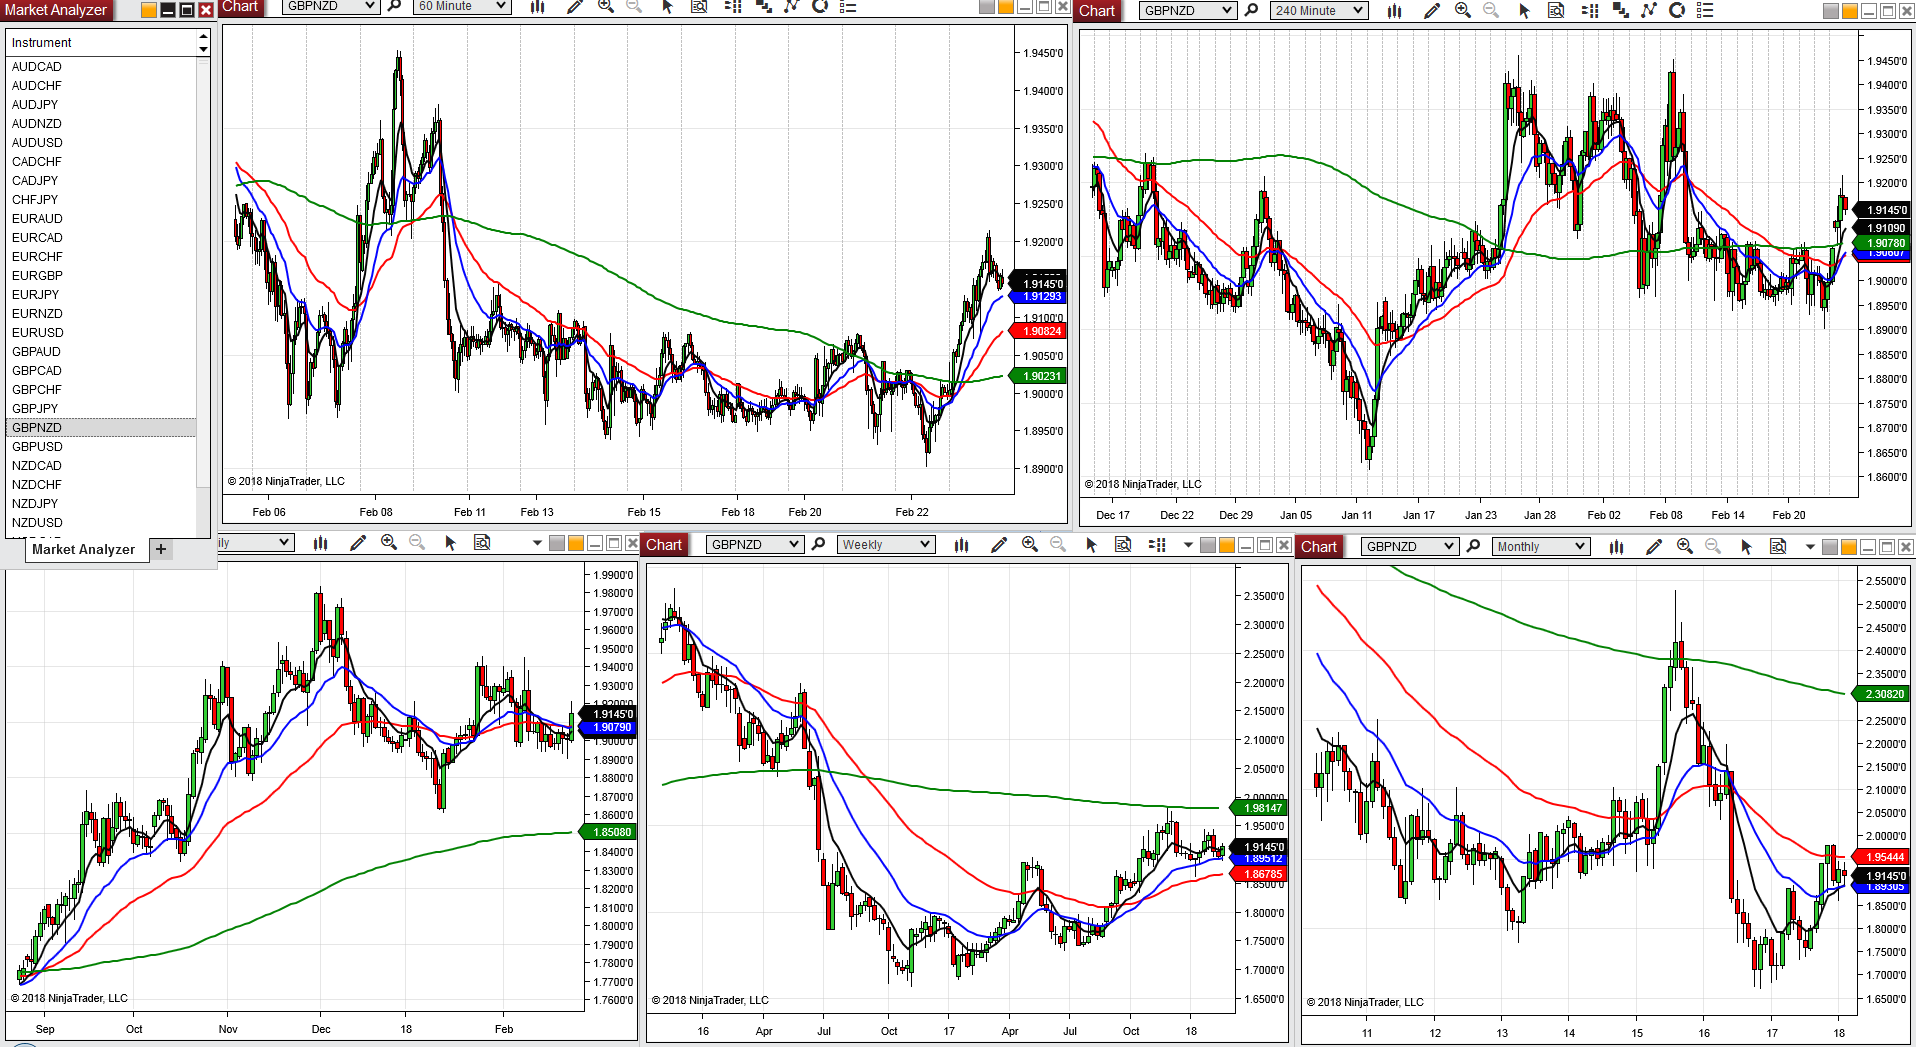 Market Analyzer
Instrument
AUDCAD
AUDCHF
AUDJPY
AUDNZD
AUDUSD
CADCHF
CADJPY
CHFJPY
EURAUD
EURCAD
EURCHF
EURGBP
EURJPY
EURNZD
EURUSD
GBPAUD
GBPCAD
GBPCHF
GBPJPY
GBPNZD
GBPUSD
NZDCAD
NZDCHF
NZDJPY
NZDUSD
Market Analyzer +
Chart GBPNZD 60 Minute
1.9450'0
1.9400'0
1.9350'0
1.9300'0
1.9250'0
1.9200'0
1.9145'0
1.91293
1.9100'0
1.90824
1.9050'0
1.90231
1.9000'0
1.8950'0
1.8900'0
© 2018 NinjaTrader, LLC
Feb 06 Feb 08 Feb 11 Feb 13 Feb 15 Feb 18 Feb 20 Feb 22
Chart GBPNZD 240 Minute
1.9450'0
1.9400'0
1.9350'0
1.9300'0
1.9250'0
1.9200'0
1.9145'0
1.91090
1.90780
1.90607
1.9000'0
1.8950'0
1.8900'0
1.8850'0
1.8800'0
1.8750'0
1.8700'0
1.8650'0
1.8600'0
© 2018 NinjaTrader, LLC
Dec 17 Dec 22 Dec 29 Jan 05 Jan 11 Jan 17 Jan 23 Jan 28 Feb 02 Feb 08 Feb 14 Feb 20
ily
1.9900'0
1.9800'0
1.9700'0
1.9600'0
1.9500'0
1.9400'0
1.9300'0
1.9200'0
1.9145'0
1.90790
1.9000'0
1.8900'0
1.8800'0
1.8700'0
1.8600'0
1.85080
1.8400'0
1.8300'0
1.8200'0
1.8100'0
1.8000'0
1.7900'0
1.7800'0
1.7700'0
1.7600'0
© 2018 NinjaTrader, LLC
Sep Oct Nov Dec 18 Feb
Chart GBPNZD Weekly
2.3500'0
2.3000'0
2.2500'0
2.2000'0
2.1500'0
2.1000'0
2.0500'0
2.0000'0
1.98147
1.9500'0
1.9145'0
1.89512
1.86785
1.8500'0
1.8000'0
1.7500'0
1.7000'0
1.6500'0
© 2018 NinjaTrader, LLC
16 Apr Jul Oct 17 Apr Jul Oct 18
Chart GBPNZD Monthly
2.5500'0
2.5000'0
2.4500'0
2.4000'0
2.3500'0
2.30820
2.2500'0
2.2000'0
2.1500'0
2.1000'0
2.0500'0
2.0000'0
1.95444
1.9145'0
1.89305
1.8500'0
1.8000'0
1.7500'0
1.7000'0
1.6500'0
© 2018 NinjaTrader, LLC
11 12 13 14 15 16 17 18